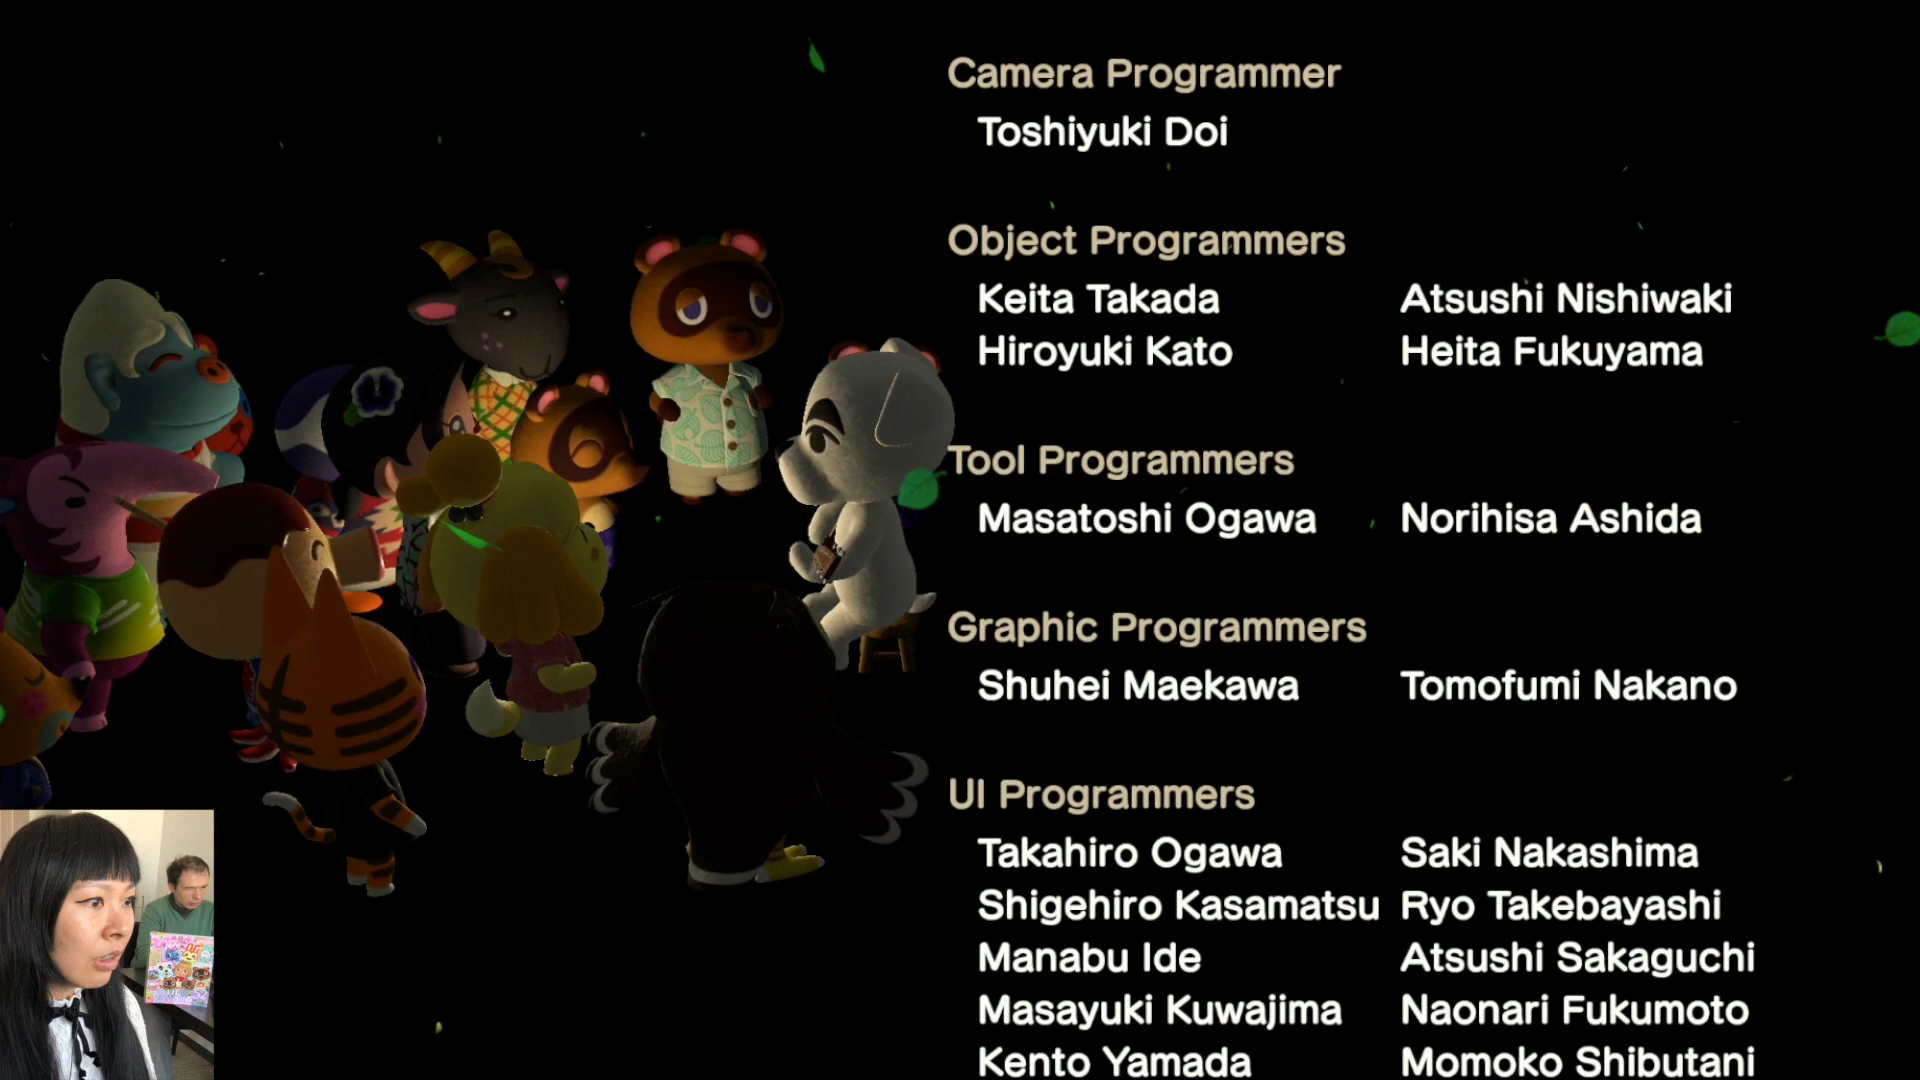 Camera Programmer
Toshiyuki Doi
Object Programmers
Keita Takada Atsushi Nishiwaki
Hiroyuki Kato Heita Fukuyama
Tool Programmers
Masatoshi Ogawa Norihisa Ashida
Graphic Programmers
Shuhei Maekawa Tomofumi Nakano
UI Programmers
Takahiro Ogawa Saki Nakashima
Shigehiro Kasamatsu Ryo Takebayashi
Manabu Ide Atsushi Sakaguchi
Masayuki Kuwajima Naonari Fukumoto
Kento Yamada Momoko Shibutani